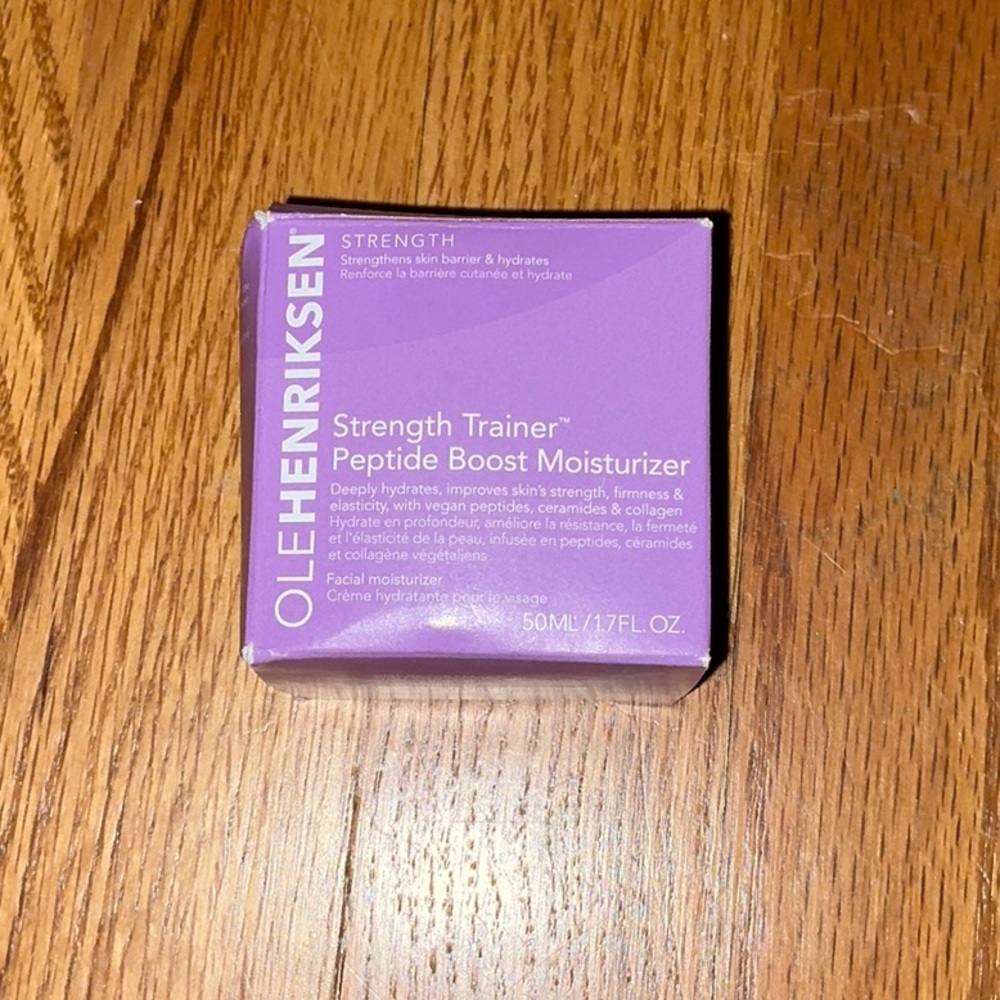 OLEHENRIKSEN®
STRENGTH
Strengthens skin barrier & hydrates
Renforce la barrière cutanée et hydrate
Strength Trainer™
Peptide Boost Moisturizer
Deeply hydrates, improves skin's strength, firmness &
elasticity, with vegan peptides, ceramides & collagen
Hydrate en profondeur, améliore la résistance, la fermeté
et l'élasticité de la peau, infusée en peptides, céramides
et collagène végétaliens
Facial moisturizer
Crème hydratante pour le visage
50ML/1.7FL. OZ.